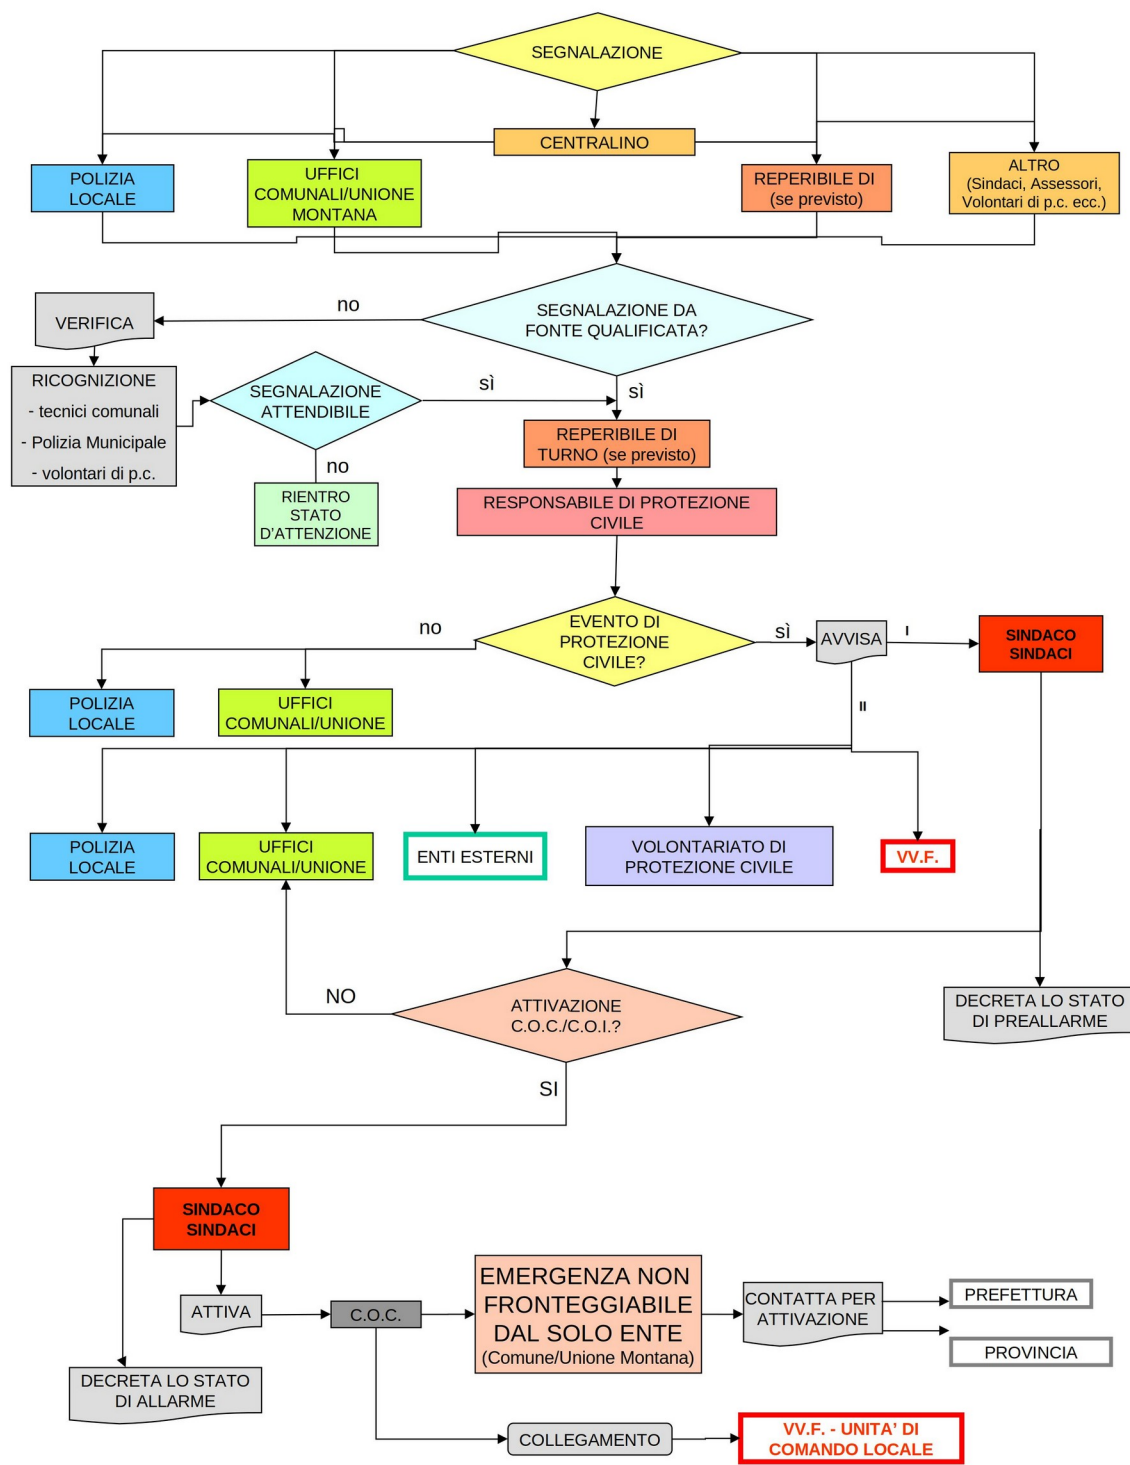 SEGNALAZIONE
CENTRALINO
POLIZIA
LOCALE
UFFICI
COMUNALI/UNIONE
MONTANA
REPERIBILE DI
(se previsto)
ALTRO
(Sindaci, Assessori,
Volontari di p.c. ecc.)
SEGNALAZIONE DA
FONTE QUALIFICATA?
no
VERIFICA
RICOGNIZIONE
- tecnici comunali
- Polizia Municipale
- volontari di p.c.
SEGNALAZIONE
ATTENDIBILE
sì
sì
no
RIENTRO
STATO
D'ATTENZIONE
REPERIBILE DI
TURNO (se previsto)
RESPONSABILE DI PROTEZIONE
CIVILE
EVENTO DI
PROTEZIONE
CIVILE?
no
sì
AVVISA
I
SINDACO
SINDACI
POLIZIA
LOCALE
UFFICI
COMUNALI/UNIONE
II
POLIZIA
LOCALE
UFFICI
COMUNALI/UNIONE
ENTI ESTERNI
VOLONTARIATO DI
PROTEZIONE CIVILE
VV.F.
ATTIVAZIONE
C.O.C./C.O.I.?
NO
DECRETA LO STATO
DI PREALLARME
SI
SINDACO
SINDACI
ATTIVA
C.O.C.
EMERGENZA NON
FRONTEGGIABILE
DAL SOLO ENTE
(Comune/Unione Montana)
CONTATTA PER
ATTIVAZIONE
PREFETTURA
PROVINCIA
DECRETA LO STATO
DI ALLARME
COLLEGAMENTO
VV.F. - UNITA' DI
COMANDO LOCALE